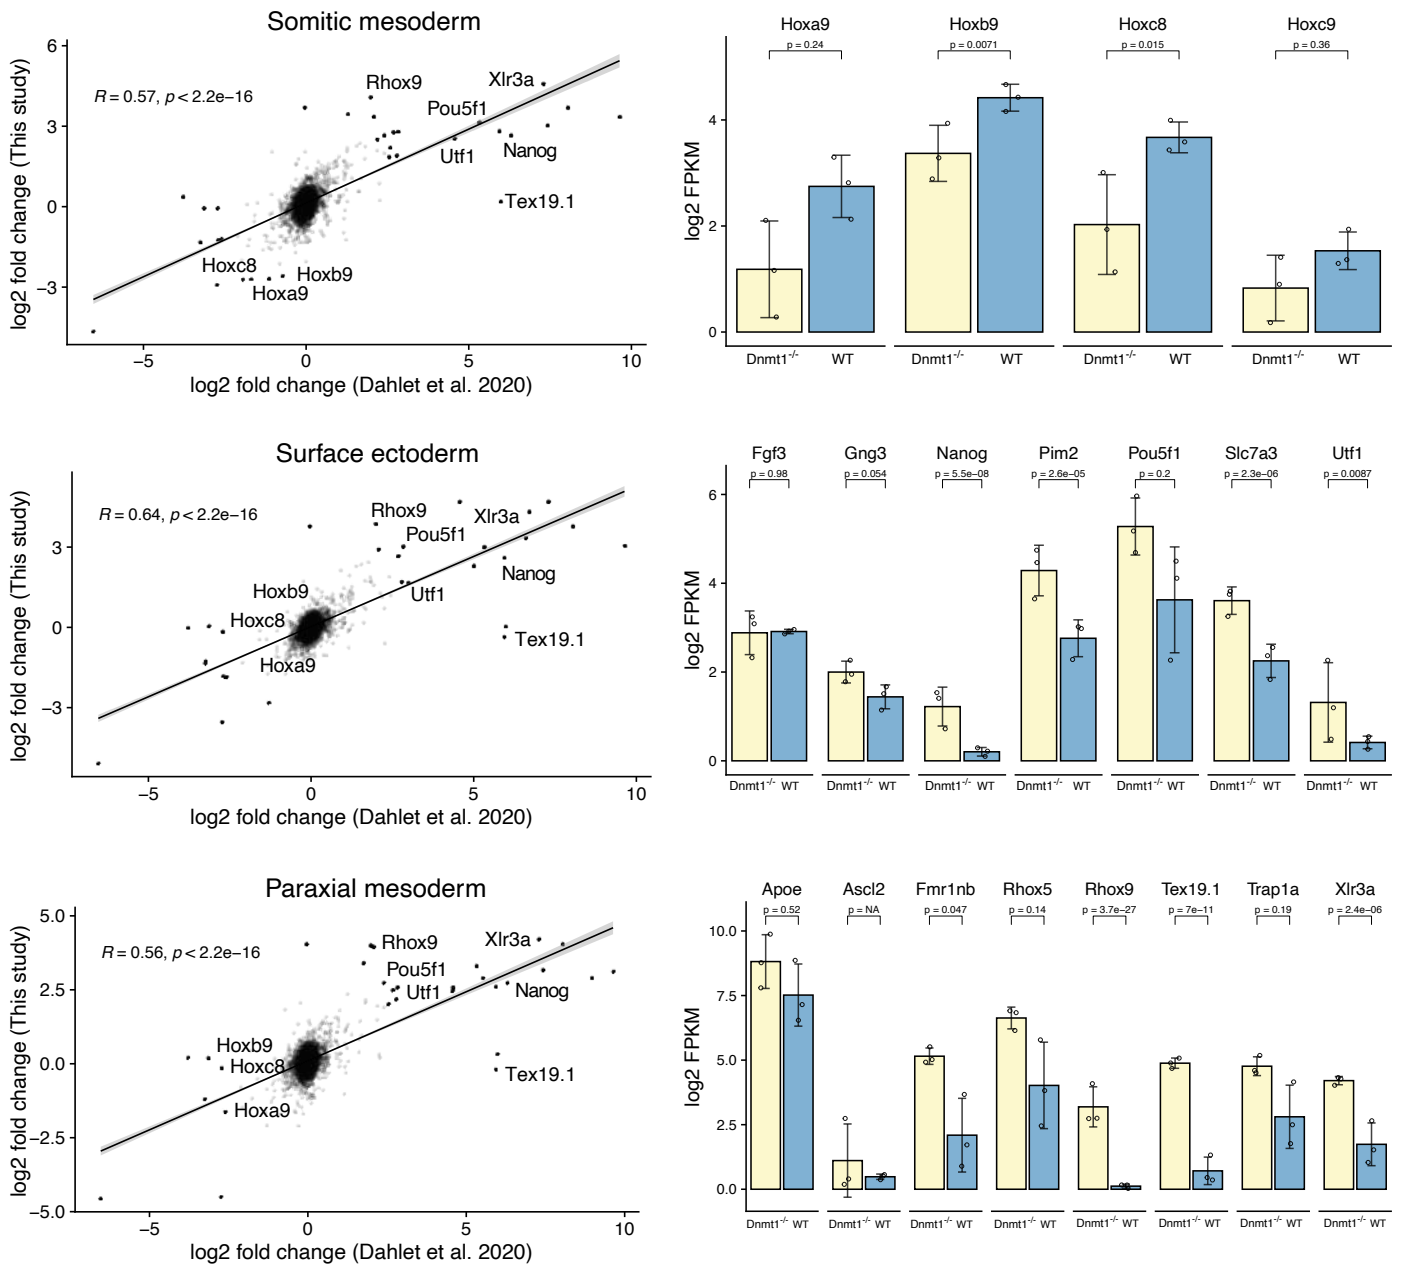 Somitic mesoderm
log2 fold change (This study)
6
3
0
−3
R = 0.57, p < 2.2e−16
Rhox9
Xlr3a
Pou5f1
Utf1
Nanog
Tex19.1
Hoxc8
Hoxb9
Hoxa9
−5
0
5
10
log2 fold change (Dahlet et al. 2020)
Hoxa9
Hoxb9
Hoxc8
Hoxc9
p = 0.24
p = 0.0071
p = 0.015
p = 0.36
log2 FPKM
4
2
0
Dnmt1-/- WT
Dnmt1-/- WT
Dnmt1-/- WT
Dnmt1-/- WT
Surface ectoderm
log2 fold change (This study)
3
0
−3
R = 0.64, p < 2.2e−16
Rhox9
Xlr3a
Pou5f1
Nanog
Hoxb9
Utf1
Hoxc8
Tex19.1
Hoxa9
−5
0
5
10
log2 fold change (Dahlet et al. 2020)
Fgf3
Gng3
Nanog
Pim2
Pou5f1
Slc7a3
Utf1
p = 0.98
p = 0.054
p = 5.5e−08
p = 2.6e−05
p = 0.2
p = 2.3e−06
p = 0.0087
log2 FPKM
6
4
2
0
Dnmt1-/- WT
Dnmt1-/- WT
Dnmt1-/- WT
Dnmt1-/- WT
Dnmt1-/- WT
Dnmt1-/- WT
Dnmt1-/- WT
Paraxial mesoderm
log2 fold change (This study)
5.0
2.5
0.0
−2.5
−5.0
R = 0.56, p < 2.2e−16
Rhox9
Xlr3a
Pou5f1
Utf1
Nanog
Hoxb9
Hoxc8
Tex19.1
Hoxa9
−5
0
5
10
log2 fold change (Dahlet et al. 2020)
Apoe
Ascl2
Fmr1nb
Rhox5
Rhox9
Tex19.1
Trap1a
Xlr3a
p = 0.52
p = NA
p = 0.047
p = 0.14
p = 3.7e−27
p = 7e−11
p = 0.19
p = 2.4e−06
log2 FPKM
10.0
7.5
5.0
2.5
0.0
Dnmt1-/- WT
Dnmt1-/- WT
Dnmt1-/- WT
Dnmt1-/- WT
Dnmt1-/- WT
Dnmt1-/- WT
Dnmt1-/- WT
Dnmt1-/- WT